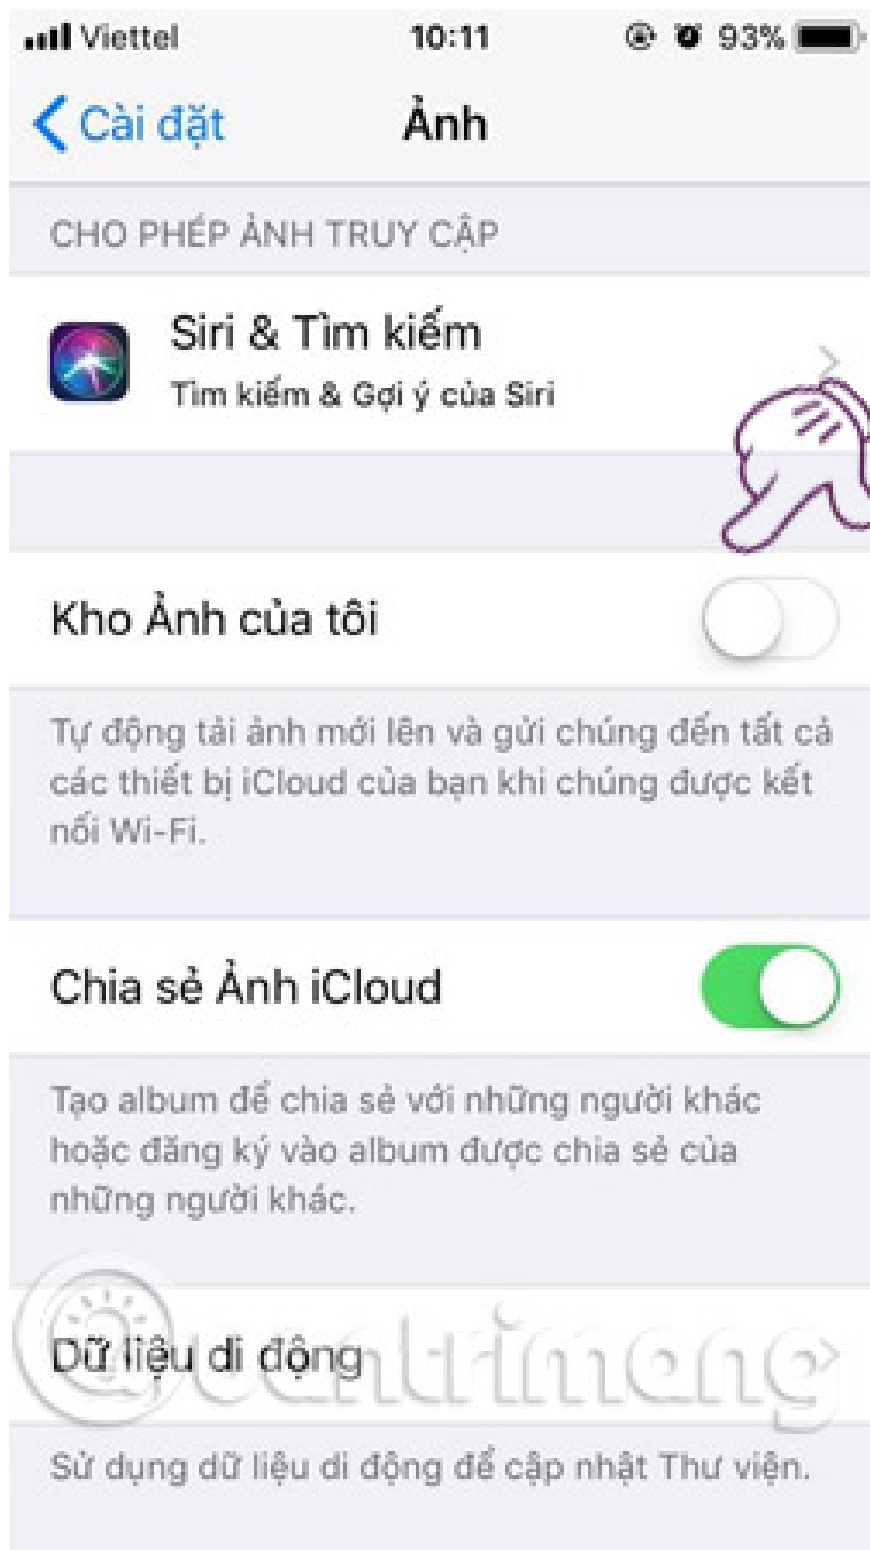 Viettel 10:11 93%
Cài đặt Ảnh
CHO PHÉP ẢNH TRUY CẬP
Siri & Tìm kiếm
Tìm kiếm & Gợi ý của Siri
Kho Ảnh của tôi
Tự động tải ảnh mới lên và gửi chúng đến tất cả
các thiết bị iCloud của bạn khi chúng được kết
nối Wi-Fi.
Chia sẻ Ảnh iCloud
Tạo album để chia sẻ với những người khác
hoặc đăng ký vào album được chia sẻ của
những người khác.
Dữ liệu di động
uantrimang
Sử dụng dữ liệu di động để cập nhật Thư viện.